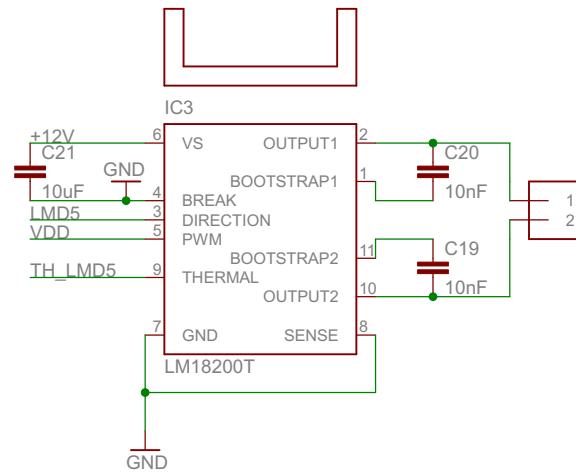 IC3
+12V
6
VS
OUTPUT1
2
C21
C20
GND
BOOTSTRAP1
1
10uF
10nF
1
4
BREAK
LMD5
3
DIRECTION
2
VDD
5
PWM
BOOTSTRAP2
11
C19
TH_LMD5
9
THERMAL
10nF
OUTPUT2
10
7
GND
SENSE
8
LM18200T
GND